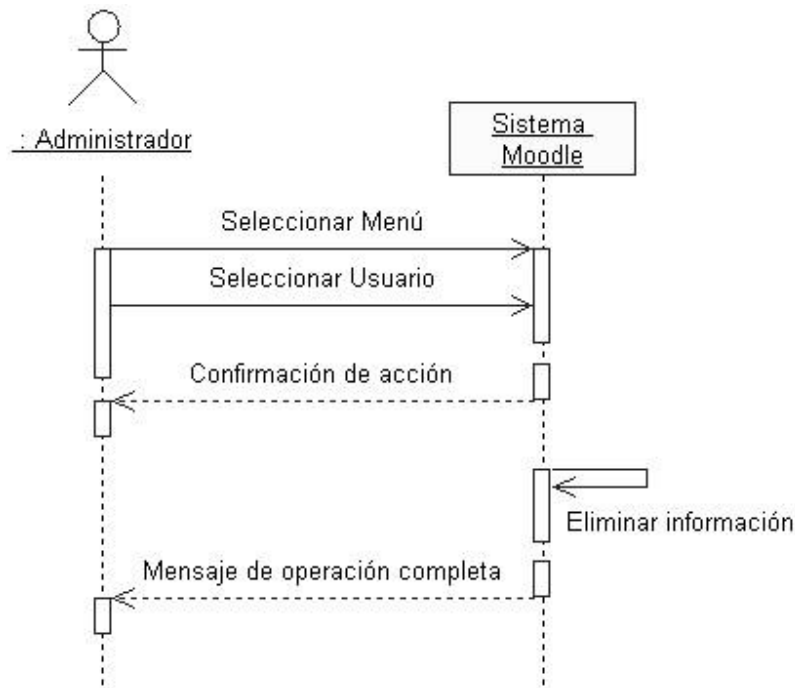 : Administrador
Sistema
Moodle
Seleccionar Menú
Seleccionar Usuario
Confirmación de acción
Eliminar información
Mensaje de operación completa